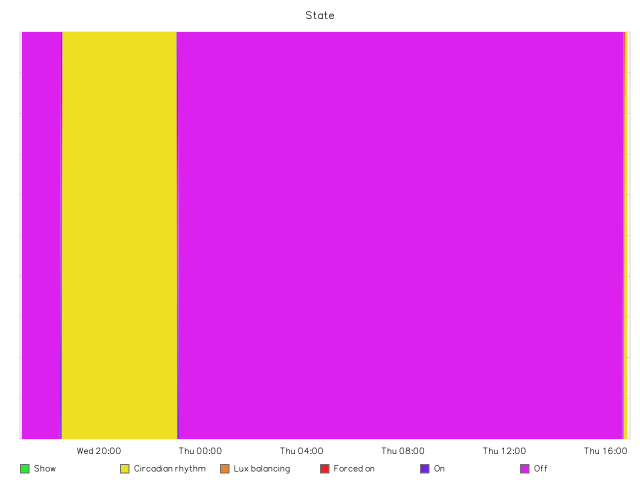 State
Wed 20:00 Thu 00:00 Thu 04:00 Thu 08:00 Thu 12:00 Thu 16:00
Show Circadian rhythm Lux balancing Forced on On Off